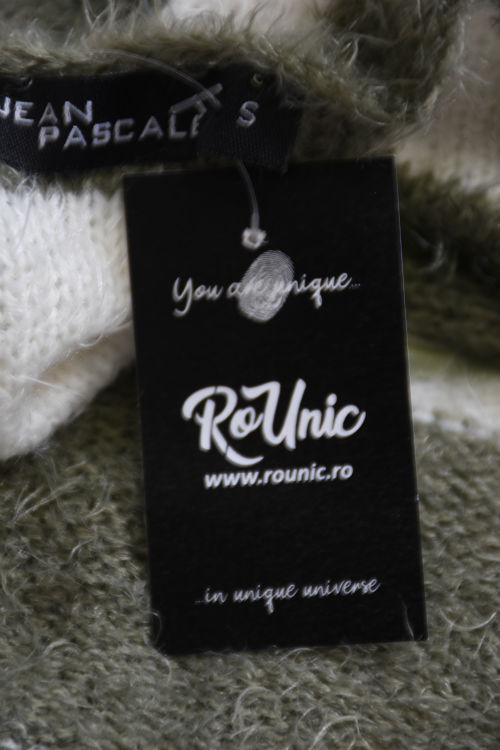 JEAN
PASCALE
S
You are unique...
RoUnic
www.rounic.ro
...in unique universe